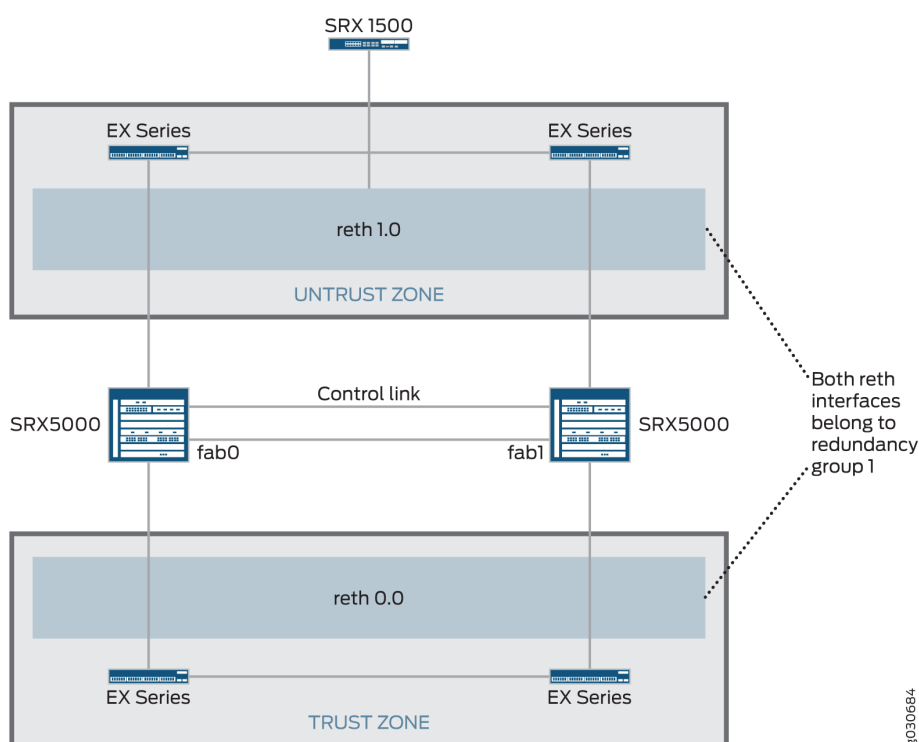 SRX 1500
EX Series
EX Series
reth 1.0
UNTRUST ZONE
Control link
SRX5000
SRX5000
fab0
fab1
Both reth
interfaces
belong to
redundancy
group 1
reth 0.0
EX Series
EX Series
TRUST ZONE
g030684